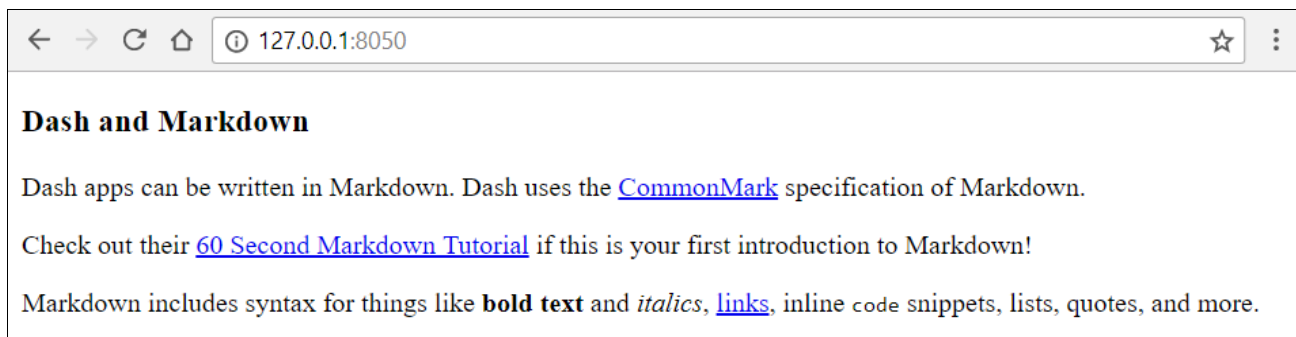 127.0.0.1:8050
Dash and Markdown
Dash apps can be written in Markdown. Dash uses the CommonMark specification of Markdown.
Check out their 60 Second Markdown Tutorial if this is your first introduction to Markdown!
Markdown includes syntax for things like bold text and italics, links, inline code snippets, lists, quotes, and more.